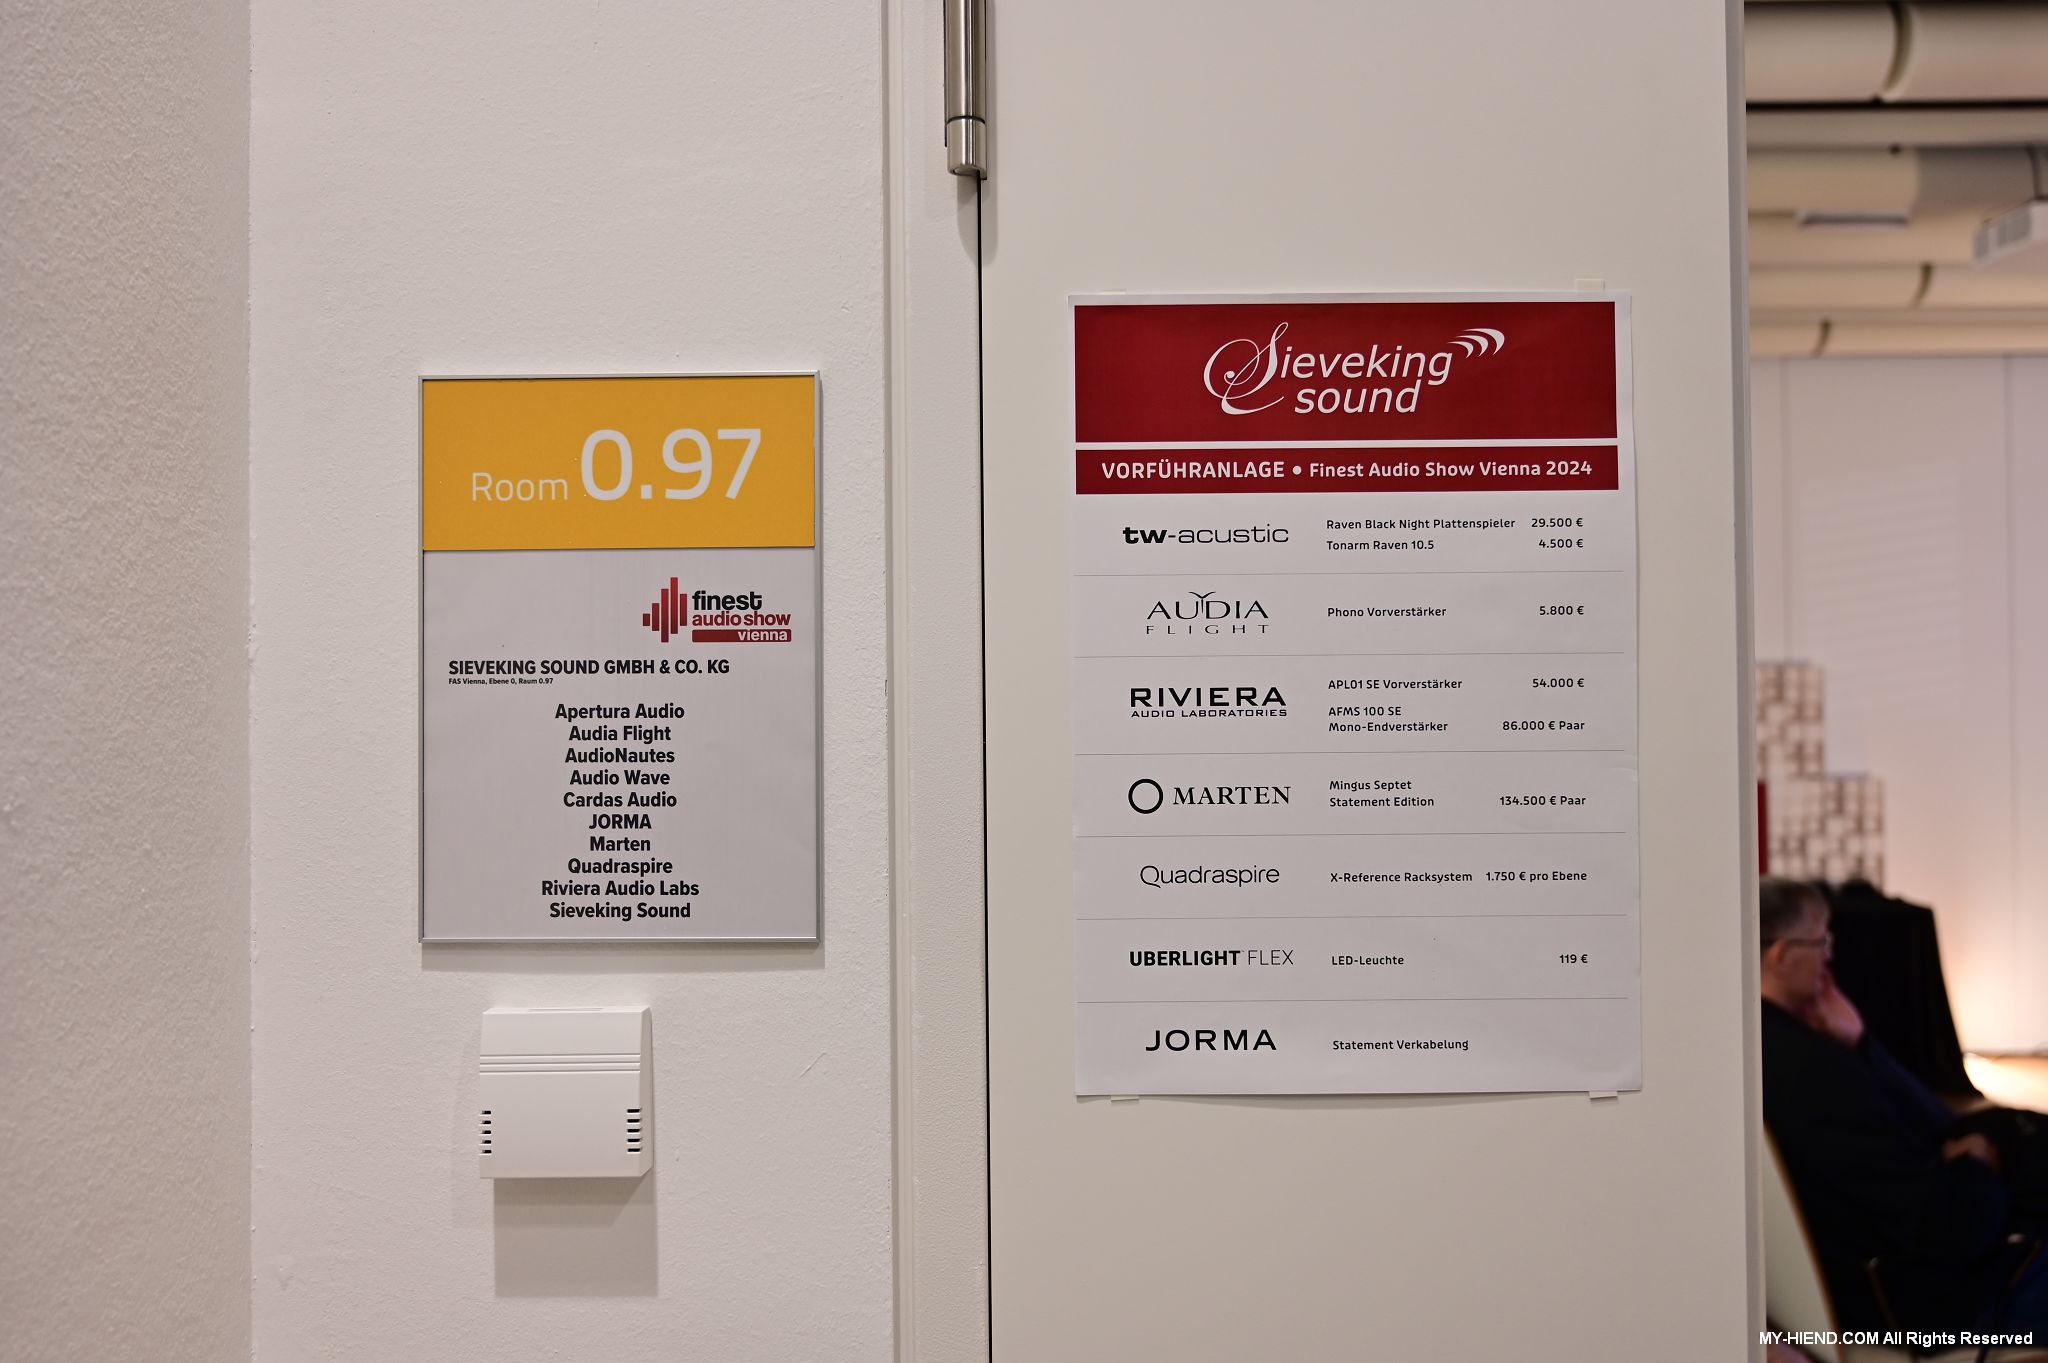 Room 0.97
finest
audioshow
vienna
SIEVEKING SOUND GMBH & CO. KG
FAS Vienna, Ebene 0, Raum 0.97
Apertura Audio
Audia Flight
AudioNautes
Audio Wave
Cardas Audio
JORMA
Marten
Quadraspire
Riviera Audio Labs
Sieveking Sound
Sieveking
sound
VORFÜHRANLAGE • Finest Audio Show Vienna 2024
tw-acustic
Raven Black Night Plattenspieler 29.500 €
Tonarm Raven 10.5 4.500 €
AUDIA
FLIGHT
Phono Vorverstärker 5.800 €
RIVIERA
AUDIO LABORATORIES
APL01 SE Vorverstärker 54.000 €
AFMS 100 SE
Mono-Endverstärker 86.000 € Paar
MARTEN
Mingus Septet
Statement Edition 134.500 € Paar
Quadraspire
X-Reference Racksystem 1.750 € pro Ebene
UBERLIGHT FLEX
LED-Leuchte 119 €
JORMA
Statement Verkabelung
MY-HIEND.COM All Rights Reserved